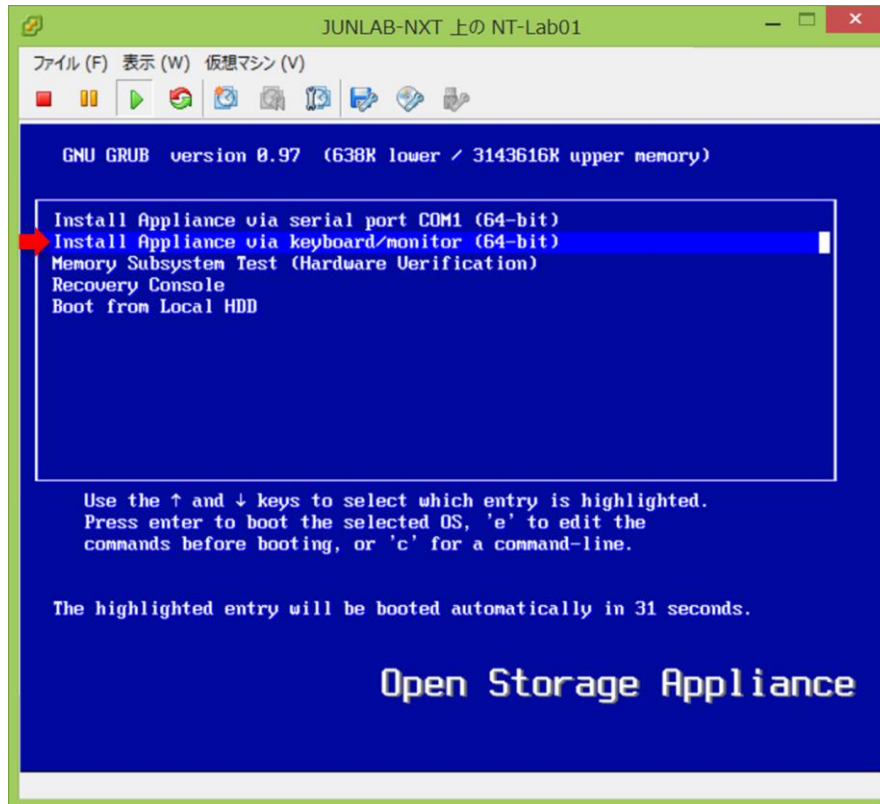 JUNLAB-NXT 上の NT-Lab01
ファイル (F) 表示 (W) 仮想マシン (V)
GNU GRUB version 0.97 (638K lower / 3143616K upper memory)
Install Appliance via serial port COM1 (64-bit)
Install Appliance via keyboard/monitor (64-bit)
Memory Subsystem Test (Hardware Verification)
Recovery Console
Boot from Local HDD
Use the ↑ and ↓ keys to select which entry is highlighted.
Press enter to boot the selected OS, 'e' to edit the
commands before booting, or 'c' for a command-line.
The highlighted entry will be booted automatically in 31 seconds.
Open Storage Appliance